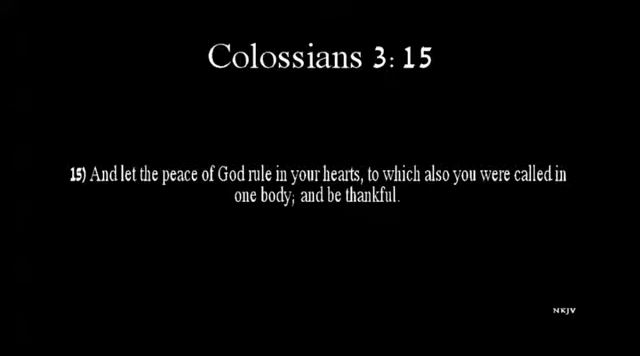 Colossians 3: 15
15) And let the peace of God rule in your hearts, to which also you were called in
one body; and be thankful.
NKJV